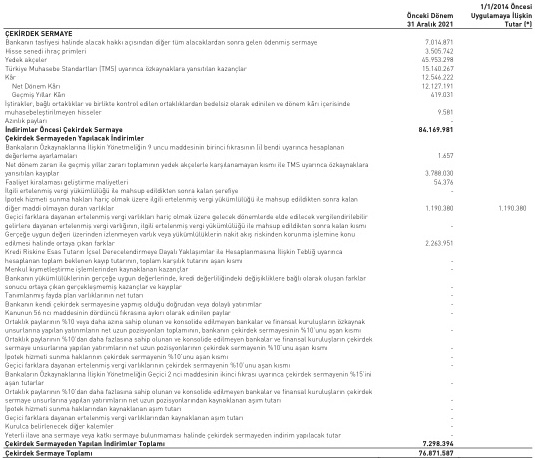 1/1/2014 Öncesi
Önceki Dönem Uygulamaya İlişkin
31 Aralık 2021 Tutar (*)
ÇEKİRDEK SERMAYE
Bankanın tasfiyesi halinde alacak hakkı açısından diğer tüm alacaklardan sonra gelen ödenmiş sermaye 7.014.871
Hisse senedi ihraç primleri 3.505.742
Yedek akçeler 45.953.298
Türkiye Muhasebe Standartları (TMS) uyarınca özkaynaklara yansıtılan kazançlar 15.140.267
Kâr 12.546.222
Net Dönem Kârı 12.127.191
Geçmiş Yıllar Kârı 419.031
İştirakler, bağlı ortaklıklar ve birlikte kontrol edilen ortaklıklardan bedelsiz olarak edinilen ve dönem kârı içerisinde
muhasebeleştirilmeyen hisseler 9.581
Azınlık payları -
İndirimler Öncesi Çekirdek Sermaye 84.169.981
Çekirdek Sermayeden Yapılacak İndirimler
Bankaların Özkaynaklarına İlişkin Yönetmeliğin 9 uncu maddesinin birinci fıkrasının (i) bendi uyarınca hesaplanan
değerleme ayarlamaları 1.657
Net dönem zararı ile geçmiş yıllar zararı toplamının yedek akçelerle karşılanamayan kısmı ile TMS uyarınca özkaynaklara
yansıtılan kayıplar 3.788.030
Faaliyet kiralaması geliştirme maliyetleri 54.376
İlgili ertelenmiş vergi yükümlülüğü ile mahsup edildikten sonra kalan şerefiye -
İpotek hizmeti sunma hakları hariç olmak üzere ilgili ertelenmiş vergi yükümlülüğü ile mahsup edildikten sonra kalan
diğer maddi olmayan duran varlıklar 1.190.380 1.190.380
Geçici farklara dayanan ertelenmiş vergi varlıkları hariç olmak üzere gelecek dönemlerde elde edilecek vergilendirilebilir
gelirlere dayanan ertelenmiş vergi varlığının, ilgili ertelenmiş vergi yükümlülüğü ile mahsup edildikten sonra kalan kısmı -
Gerçeğe uygun değeri üzerinden izlenmeyen varlık veya yükümlülüklerin nakit akış riskinden korunma işlemine konu
edilmesi halinde ortaya çıkan farklar 2.263.951
Kredi Riskine Esas Tutarın İçsel Derecelendirmeye Dayalı Yaklaşımlar ile Hesaplanmasına İlişkin Tebliğ uyarınca
hesaplanan toplam beklenen kayıp tutarının, toplam karşılık tutarını aşan kısmı -
Menkul kıymetleştirme işlemlerinden kaynaklanan kazançlar -
Bankanın yükümlülüklerinin gerçeğe uygun değerlerinde, kredi değerliliğindeki değişikliklere bağlı olarak oluşan farklar
sonucu ortaya çıkan gerçekleşmemiş kazançlar ve kayıplar -
Tanımlanmış fayda plan varlıklarının net tutarı -
Bankanın kendi çekirdek sermayesine yapmış olduğu doğrudan veya dolaylı yatırımlar -
Kanunun 56 ncı maddesinin dördüncü fıkrasına aykırı olarak edinilen paylar -
Ortaklık paylarının %10 veya daha azına sahip olunan ve konsolide edilmeyen bankalar ve finansal kuruluşların özkaynak
unsurlarına yapılan yatırımların net uzun pozisyonları toplamının, bankanın çekirdek sermayesinin %10'unu aşan kısmı -
Ortaklık paylarının %10'dan daha fazlasına sahip olunan ve konsolide edilmeyen bankalar ve finansal kuruluşların çekirdek
sermaye unsurlarına yapılan yatırımların net uzun pozisyonlarının çekirdek sermayenin %10'unu aşan kısmı -
İpotek hizmeti sunma haklarının çekirdek sermayenin %10'unu aşan kısmı -
Geçici farklara dayanan ertelenmiş vergi varlıklarının çekirdek sermayenin %10'unu aşan kısmı -
Bankaların Özkaynaklarına İlişkin Yönetmeliğin Geçici 2 nci maddesinin ikinci fıkrası uyarınca çekirdek sermayenin %15'ini
aşan tutarlar -
Ortaklık paylarının %10'dan daha fazlasına sahip olunan ve konsolide edilmeyen bankalar ve finansal kuruluşların çekirdek
sermaye unsurlarına yapılan yatırımların net uzun pozisyonlarından kaynaklanan aşım tutarı -
İpotek hizmeti sunma haklarından kaynaklanan aşım tutarı -
Geçici farklara dayanan ertelenmiş vergi varlıklarından kaynaklanan aşım tutarı -
Kurulca belirlenecek diğer kalemler -
Yeterli ilave ana sermaye veya katkı sermaye bulunmaması halinde çekirdek sermayeden indirim yapılacak tutar -
Çekirdek Sermayeden Yapılan İndirimler Toplamı 7.298.394
Çekirdek Sermaye Toplamı 76.871.587